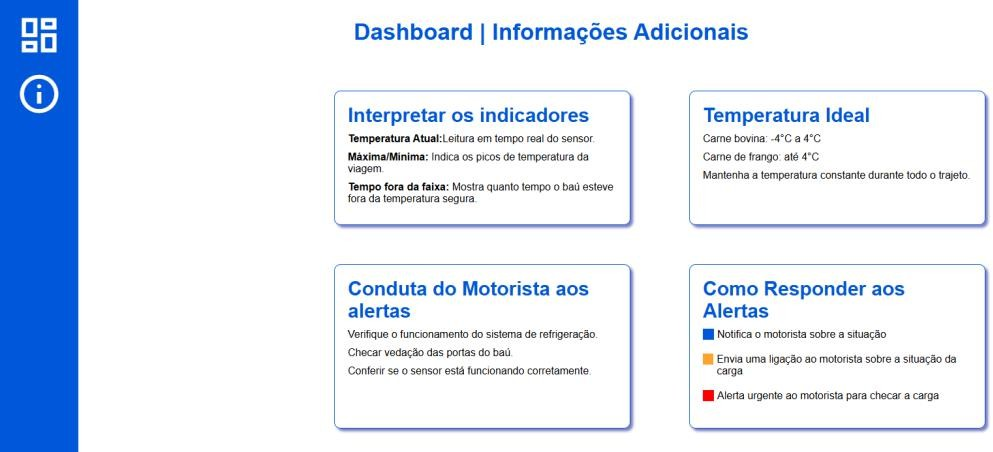 Dashboard | Informações Adicionais
Interpretar os indicadores
Temperatura Atual:Leitura em tempo real do sensor.
Máxima/Mínima: Indica os picos de temperatura da
viagem.
Tempo fora da faixa: Mostra quanto tempo o baú esteve
fora da temperatura segura.
Temperatura Ideal
Carne bovina: -4°C a 4°C
Carne de frango: até 4°C
Mantenha a temperatura constante durante todo o trajeto.
Conduta do Motorista aos
alertas
Verifique o funcionamento do sistema de refrigeração.
Checar vedação das portas do baú.
Conferir se o sensor está funcionando corretamente.
Como Responder aos
Alertas
Notifica o motorista sobre a situação
Envia uma ligação ao motorista sobre a situação da
carga
Alerta urgente ao motorista para checar a carga